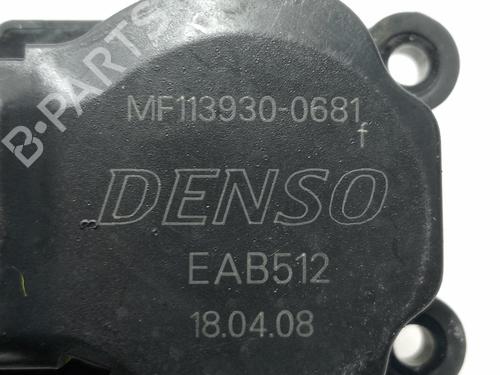 B-PARTS
MF113930-0681
f
DENSO
EAB512
18.04.08